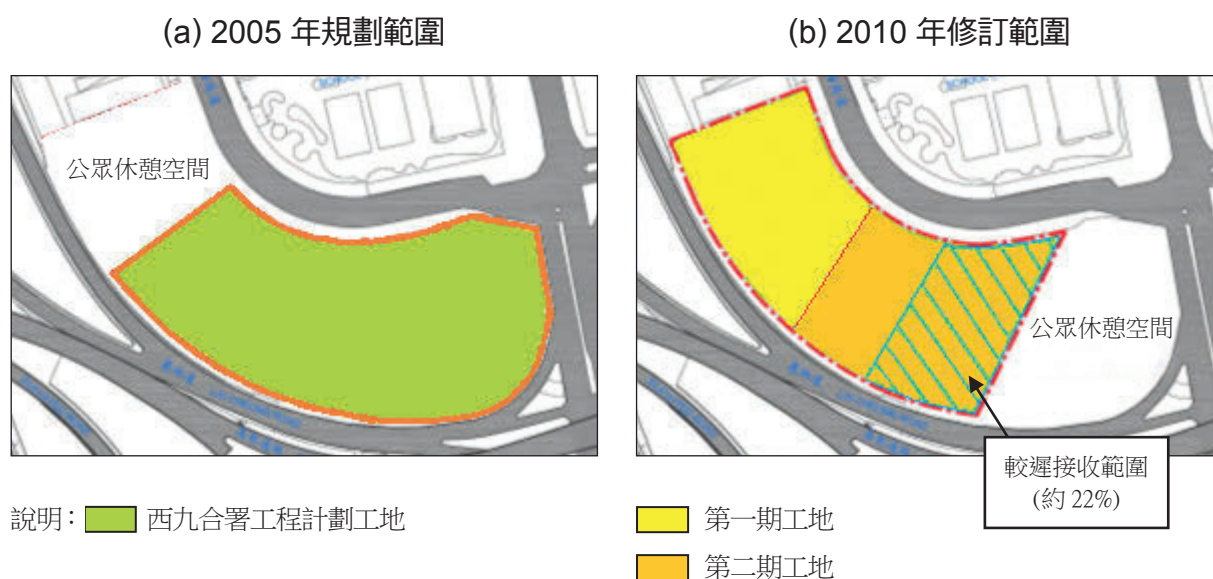 (a) 2005 年規劃範圍
(b) 2010 年修訂範圍
公眾休憩空間
公眾休憩空間
較遲接收範圍
(約 22%)
說明：
西九合署工程計劃工地
第一期工地
第二期工地